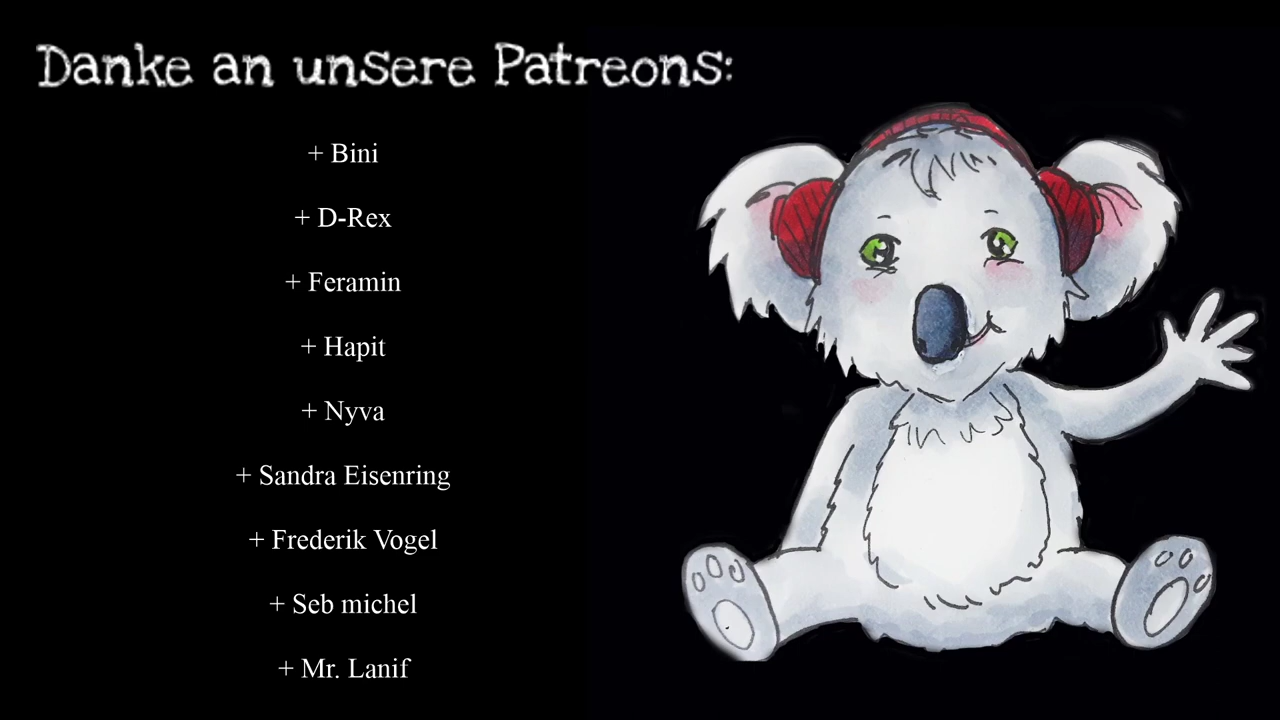 Danke an unsere Patreons:
+ Bini
+ D-Rex
+ Feramin
+ Hapit
+ Nyva
+ Sandra Eisenring
+ Frederik Vogel
+ Seb michel
+ Mr. Lanif